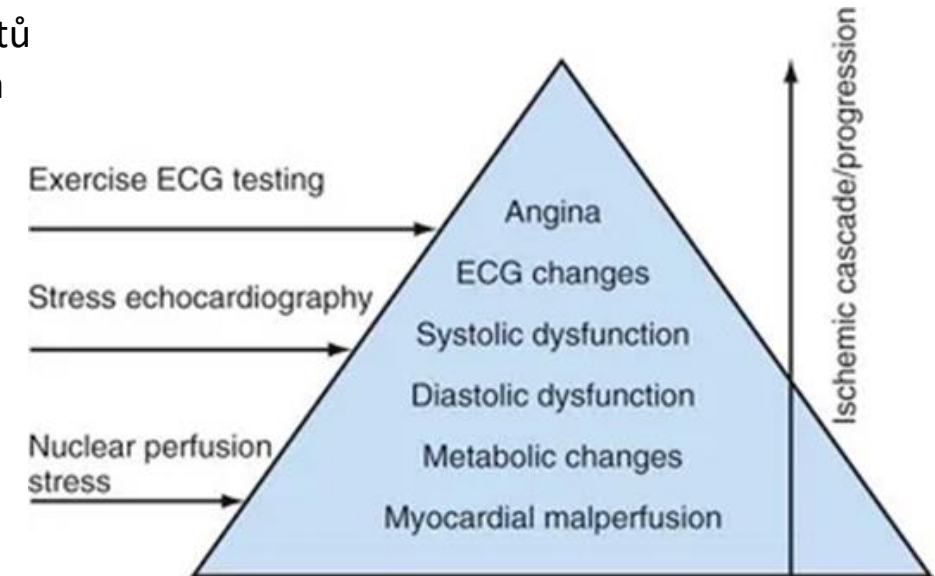 tů
Exercise ECG testing
Stress echocardiography
Nuclear perfusion
stress
Angina
ECG changes
Systolic dysfunction
Diastolic dysfunction
Metabolic changes
Myocardial malperfusion
Ischemic cascade/progression